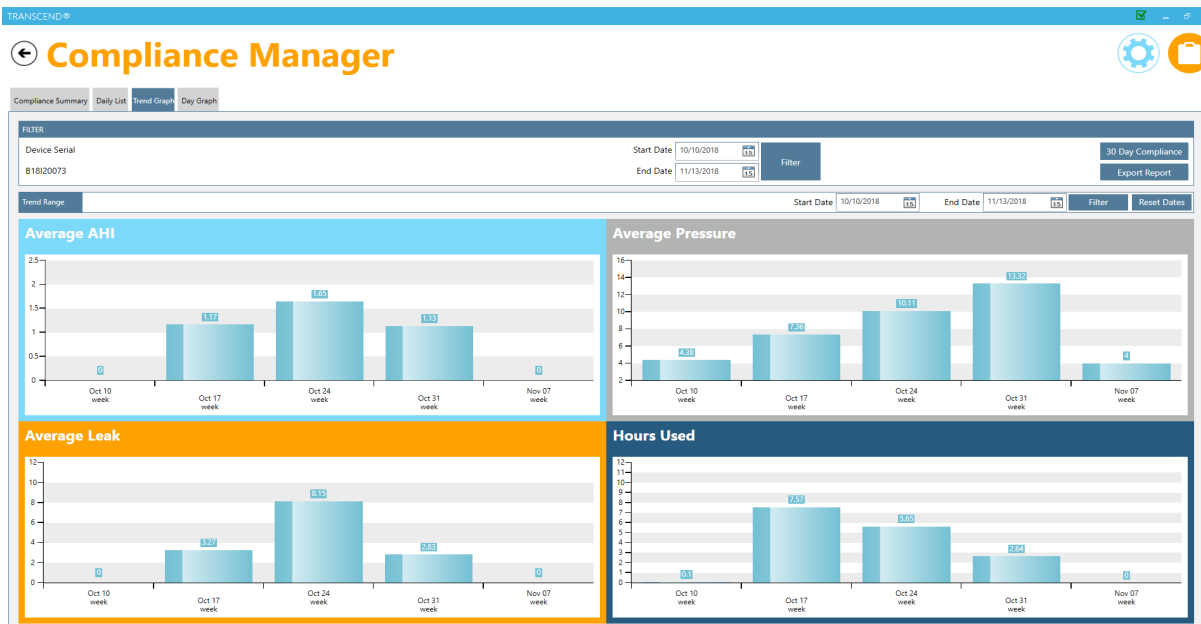 TRANSCEND®
Compliance Manager
Compliance Summary Daily List Trend Graph Day Graph
FILTER
Device Serial Start Date 10/10/2018 15 Filter 30 Day Compliance
B18I20073 End Date 11/13/2018 15 Export Report
Trend Range Start Date 10/10/2018 15 End Date 11/13/2018 15 Filter Reset Dates
Average AHI
2.5
2
1.5
1
0.5
0
0 1.17 1.65 1.13 0
Oct 10 week Oct 17 week Oct 24 week Oct 31 week Nov 07 week
Average Pressure
16
14
12
10
8
6
4
2
4.38 7.36 10.11 13.32 4
Oct 10 week Oct 17 week Oct 24 week Oct 31 week Nov 07 week
Average Leak
12
10
8
6
4
2
0
0 3.27 8.15 2.83 0
Oct 10 week Oct 17 week Oct 24 week Oct 31 week Nov 07 week
Hours Used
12
11
10
9
8
7
6
5
4
3
2
1
0
0.1 7.57 5.65 2.64 0
Oct 10 week Oct 17 week Oct 24 week Oct 31 week Nov 07 week